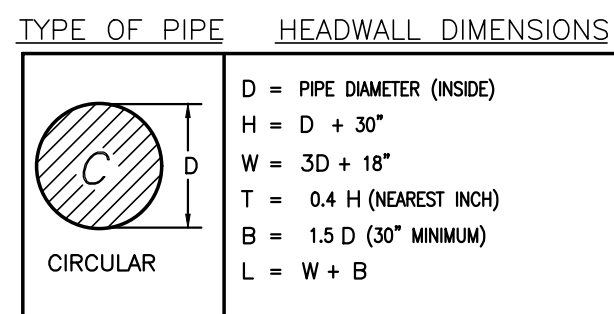 TYPE OF PIPE HEADWALL DIMENSIONS
C
D
CIRCULAR
D = PIPE DIAMETER (INSIDE)
H = D + 30"
W = 3D + 18"
T = 0.4 H (NEAREST INCH)
B = 1.5 D (30" MINIMUM)
L = W + B